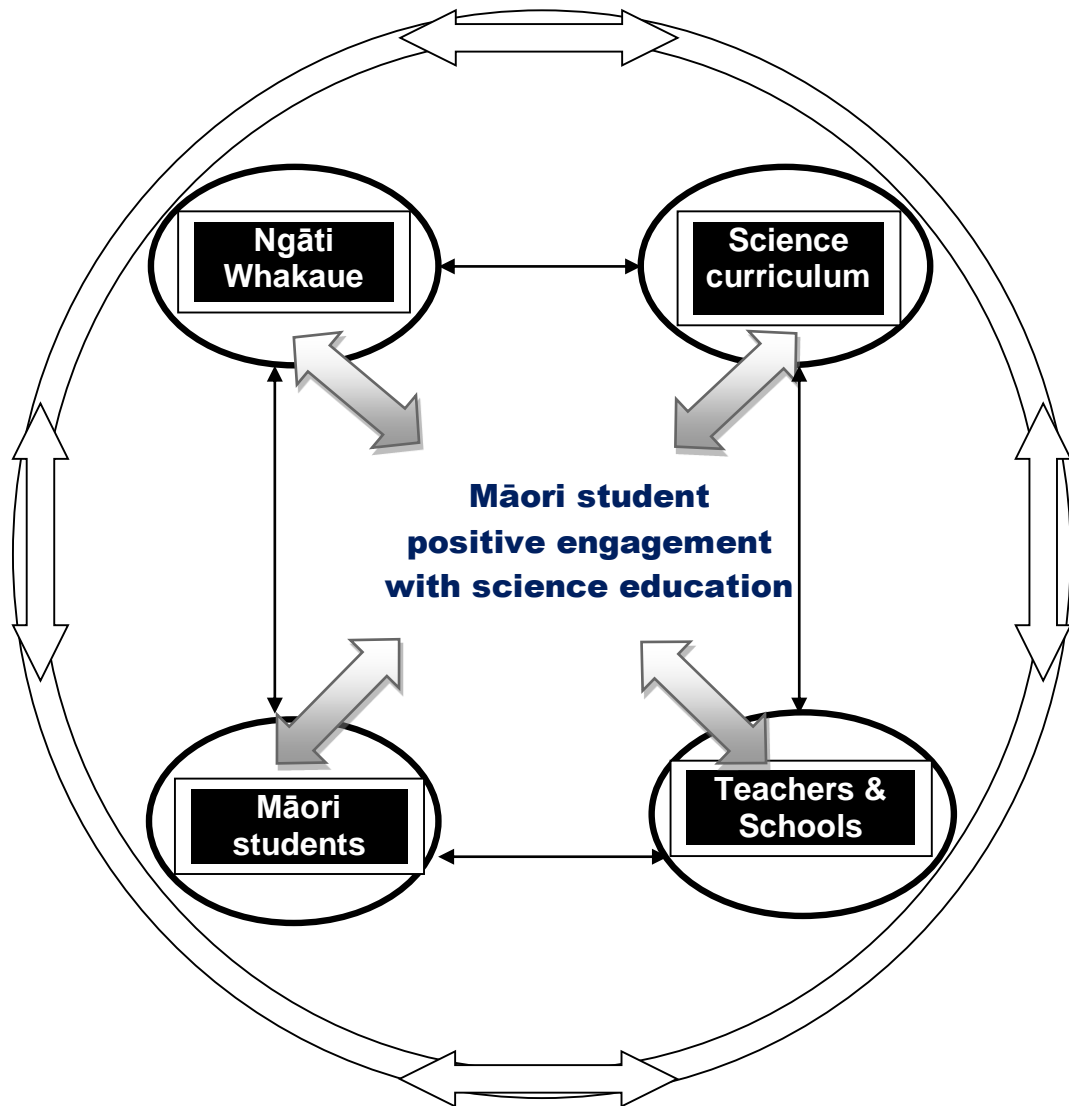 Ngāti
Whakaue
Science
curriculum
Māori student
positive engagement
with science education
Māori
students
Teachers &
Schools